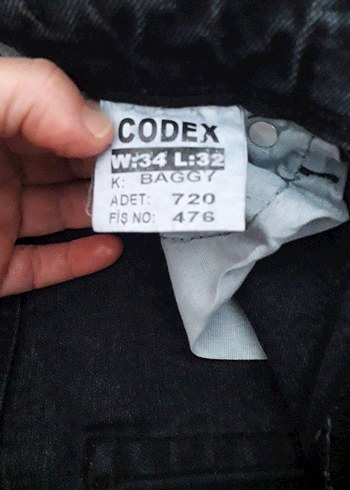 CODEX
W:34 L:32
K: BAGGY
ADET: 720
FİŞ NO: 476